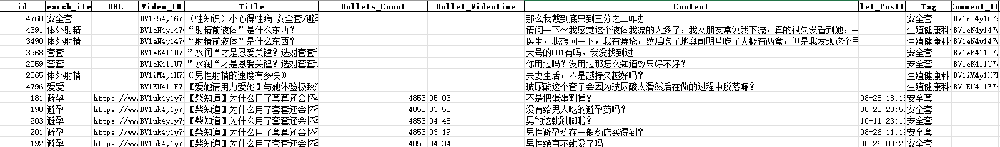 id earch_ite URL Video_ID Title Bullets_Count Bullet_Videotime Content let_Postt Tag Comment_II
4760 安全套 BV1r54y167 （性知识）小心得性病!安全套/避孕 那么我戴到底只到三分之二咋办 安全套 BV1r54y167
4391 体外射精 BV1eN4y147 “射精前液体”是什么东西? 请问一下～我感觉这个液体我流的太多了，我女朋友常说我下流，真的很久没看到她，一 生殖健康科 BV1eN4y147
3490 体外射精 BV1eN4y147 “射精前液体”是什么东西? 医生，我想问一下，我有痔疮，然后吃了地奥司明片吃了大概有两盒，但是我发现这个里 生殖健康科 BV1eN4y147
3968 套套 BV1eK411U7 ”水润“才是恩爱关键？选对套套让 大号的001有吗，我没找到过 安全套 BV1eK411U7
2059 套套 BV1eK411U7 ”水润“才是恩爱关键？选对套套让 你用过吗？没用过那怎么知道效果好不好？ 安全套 BV1eK411U7
2065 体外射精 BV1iM4y1H7 《男性射精的速度有多快》 夫妻生活，不是越持久越好吗？ 生殖健康科 BV1iM4y1H7
4796 爱爱 BV1EU411F7 【爱她请用力爱她】与她体验极致 玻尿酸这个套子会因为玻尿酸太滑然后在做的过程中脱落嘛？ 安全套 BV1EU411F7
181 避孕 https://ww BV1uk4y1y7 【柴知道】为什么用了套套还会怀孕 4853 05:03 不是把蛋蛋割掉？ 08-25 18:18 安全套
190 避孕 https://ww BV1uk4y1y7 【柴知道】为什么用了套套还会怀孕 4853 03:55 没有给男人吃的避孕药吗？ 08-25 23:5 安全套
203 避孕 https://ww BV1uk4y1y7 【柴知道】为什么用了套套还会怀孕 4853 04:45 男的这就跳脚啦？ 10-11 23:1 安全套
201 避孕 https://ww BV1uk4y1y7 【柴知道】为什么用了套套还会怀孕 4853 03:19 男性避孕药在一般药店买得到？ 08-26 11:1 安全套
192 避孕 https://ww BV1uk4y1y7 【柴知道】为什么用了套套还会怀孕 4853 04:34 男性绝育不就没了吗 08-26 00:2 安全套